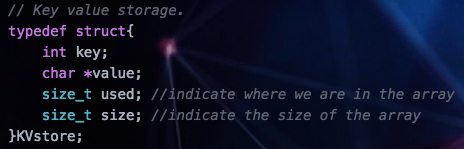 // Key value storage.
typedef struct{
    int key;
    char *value;
    size_t used; //indicate where we are in the array
    size_t size; //indicate the size of the array
}KVstore;